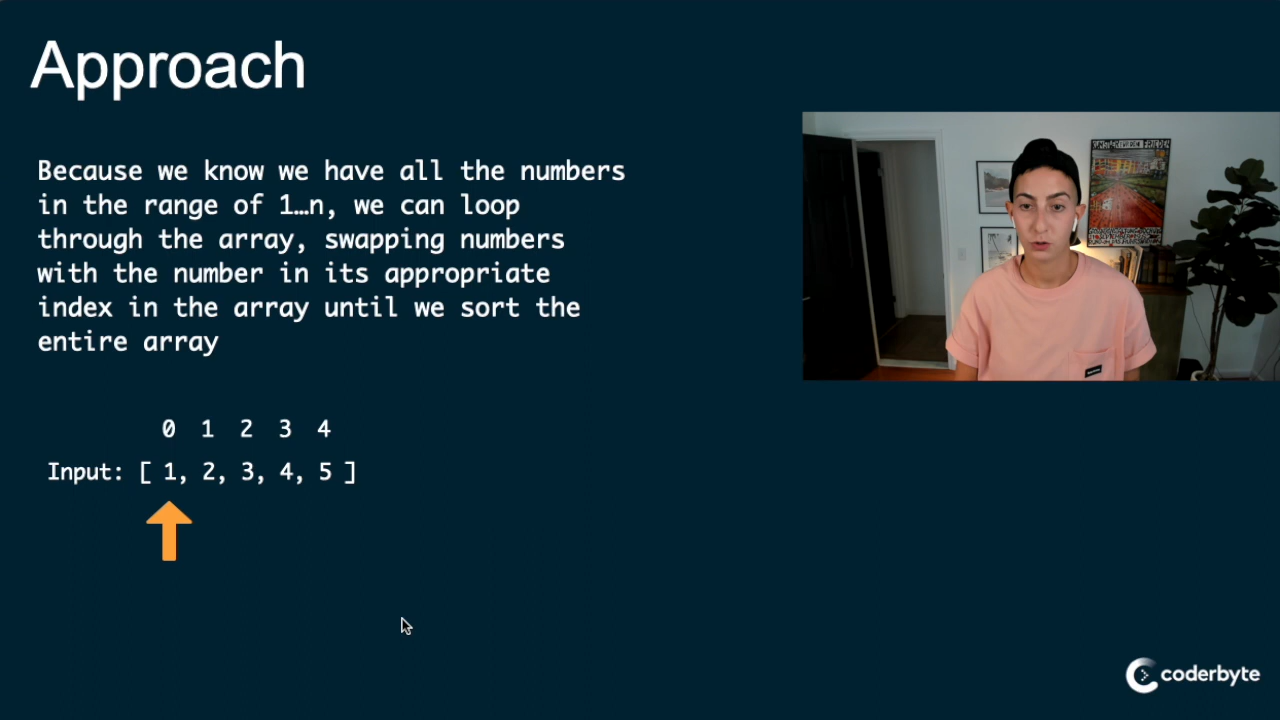 Approach
Because we know we have all the numbers
in the range of 1…n, we can loop
through the array, swapping numbers
with the number in its appropriate
index in the array until we sort the
entire array
0 1 2 3 4
Input: [ 1, 2, 3, 4, 5 ]
coderbyte